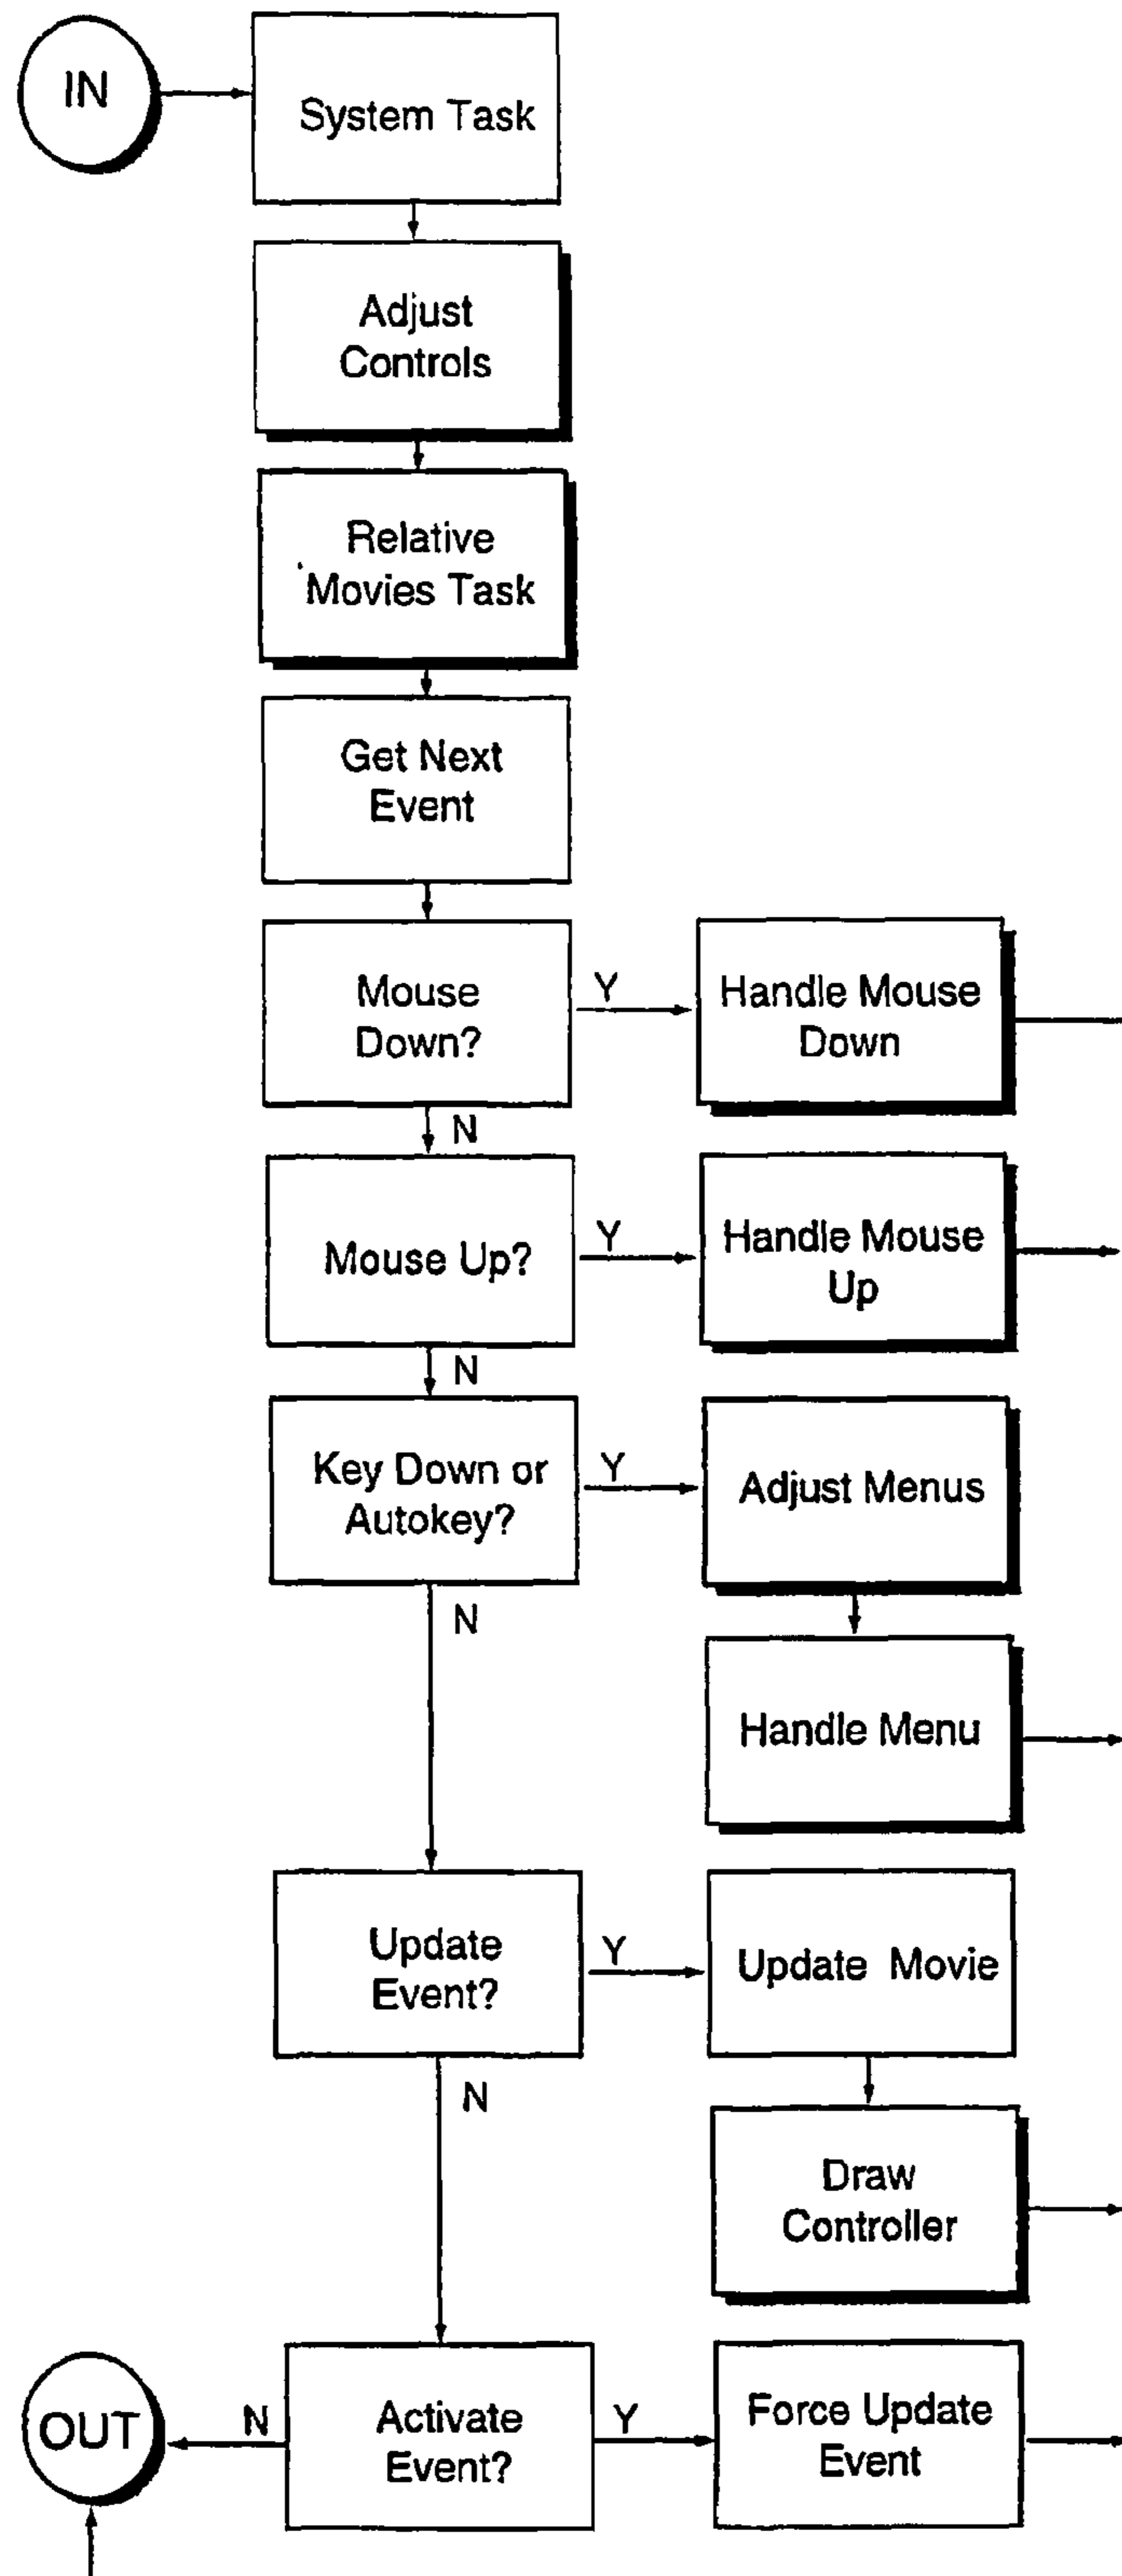 IN
System Task
Adjust
Controls
Relative
Movies Task
Get Next
Event
Mouse
Down?
Y
Handle Mouse
Down
N
Mouse Up?
Y
Handle Mouse
Up
N
Key Down or
Autokey?
Y
Adjust Menus
N
Handle Menu
Update
Event?
Y
Update Movie
N
Draw
Controller
OUT
N
Activate
Event?
Y
Force Update
Event